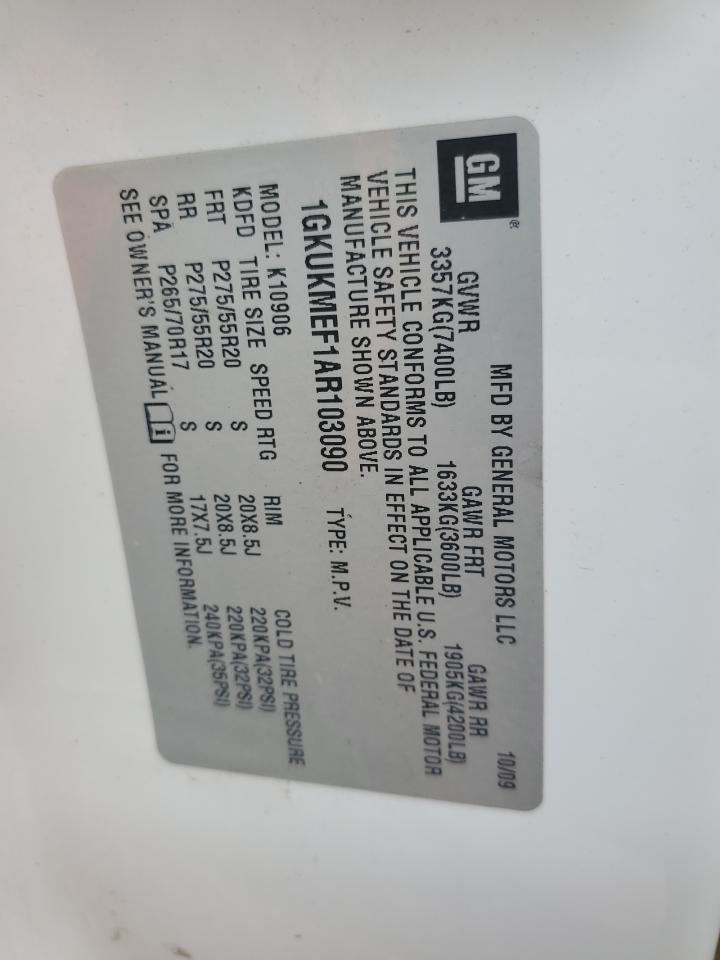 GM®
MFD BY GENERAL MOTORS LLC 10/09
GVWR GAWR FRT GAWR RR
3357KG(7400LB) 1633KG(3600LB) 1905KG(4200LB)
THIS VEHICLE CONFORMS TO ALL APPLICABLE U.S. FEDERAL MOTOR
VEHICLE SAFETY STANDARDS IN EFFECT ON THE DATE OF
MANUFACTURE SHOWN ABOVE.
1GKUKMEF1AR103090 TYPE: M.P.V.
MODEL: K10906
KDFD TIRE SIZE SPEED RTG RIM COLD TIRE PRESSURE
FRT P275/55R20 S 20X8.5J 220KPA(32PSI)
RR P275/55R20 S 20X8.5J 220KPA(32PSI)
SPA P265/70R17 S 17X7.5J 240KPA(35PSI)
SEE OWNER'S MANUAL i FOR MORE INFORMATION.